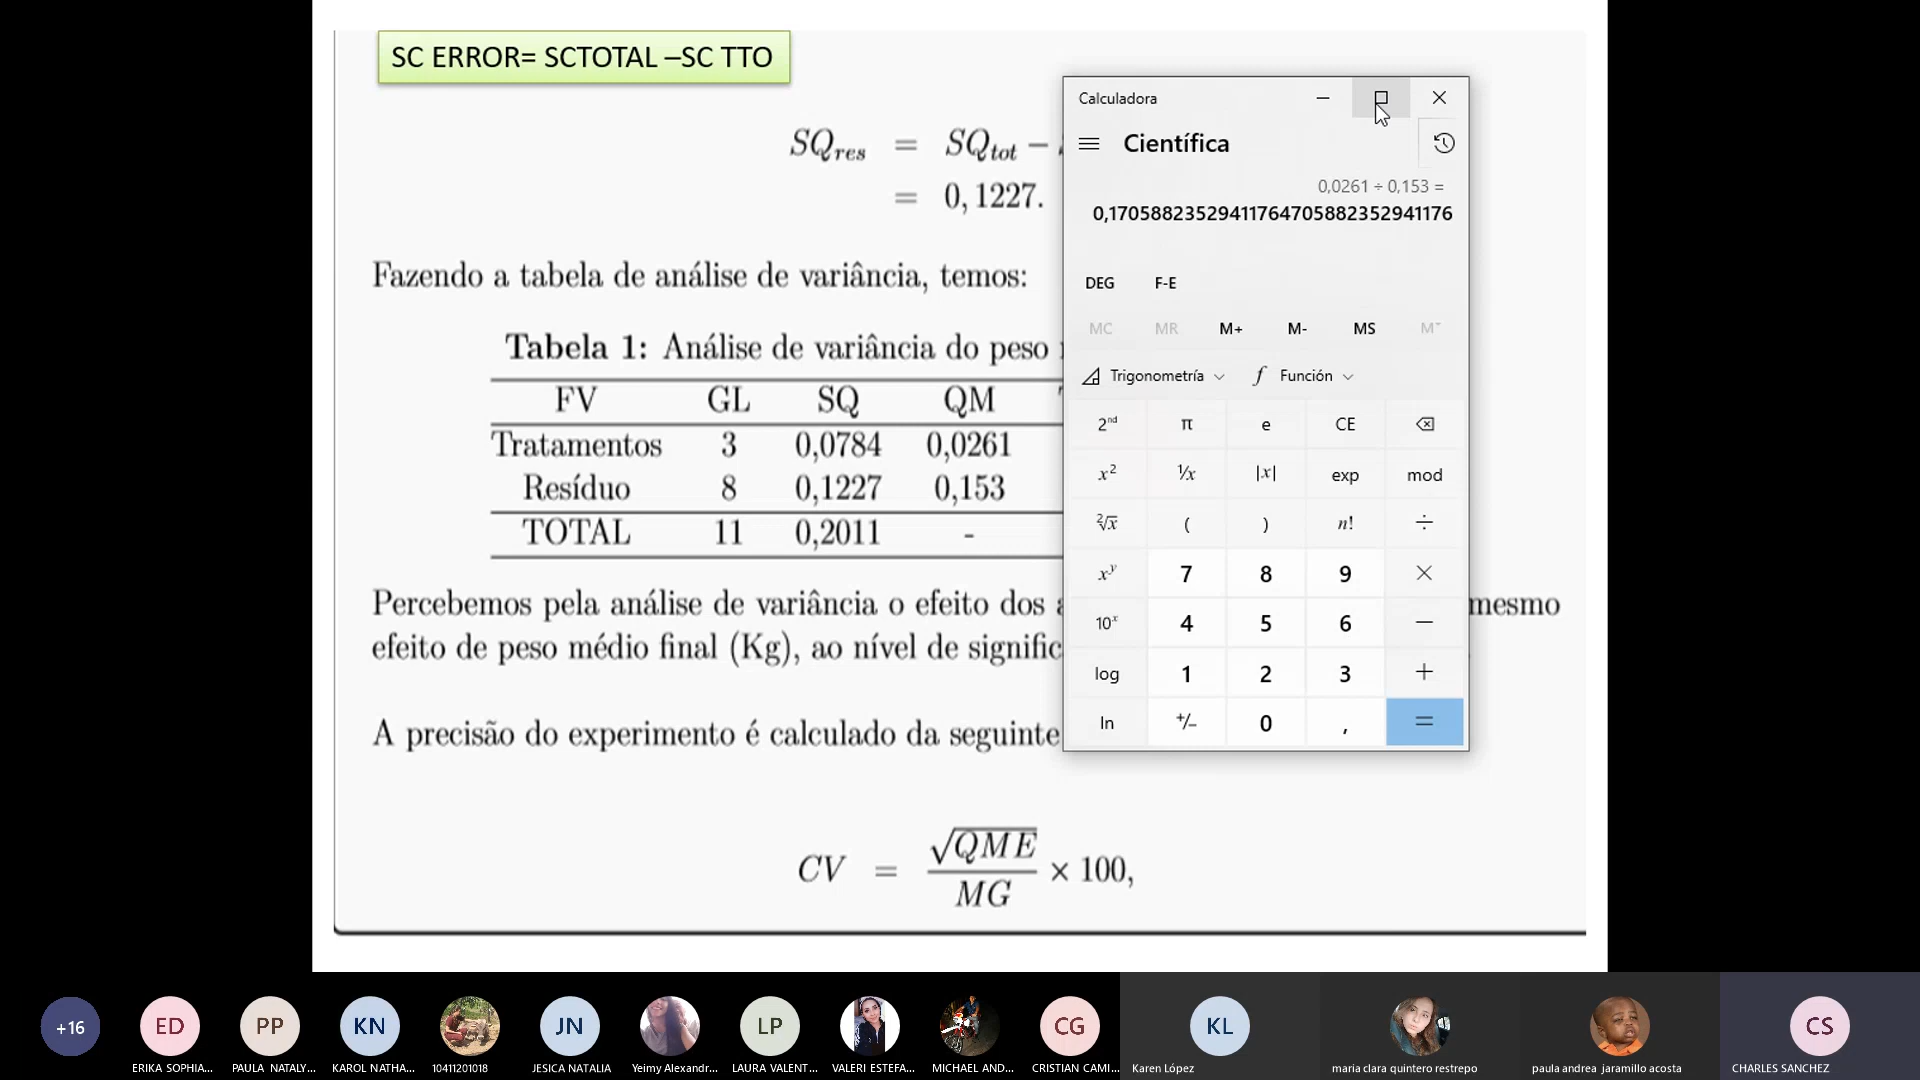 SC ERROR= SCTOTAL –SC TTO
SQres = SQtot −
= 0, 1227.
Fazendo a tabela de análise de variância, temos:
Tabela 1: Análise de variância do peso
FV GL SQ QM
Tratamentos 3 0,0784 0,0261
Resíduo 8 0,1227 0,153
TOTAL 11 0,2011 -
Percebemos pela análise de variância o efeito dos mesmo
efeito de peso médio final (Kg), ao nível de signific
A precisão do experimento é calculado da seguinte
CV = √QME / MG × 100,
Calculadora
Científica
0,0261 ÷ 0,153 =
0,17058823529411764705882352941176
DEG F-E
MC MR M+ M- MS M˅
Trigonometría Función
2nd π e CE
x² ¹/x |x| exp mod
²√x ( ) n! ÷
xʸ 7 8 9 ×
10ˣ 4 5 6 −
log 1 2 3 +
ln +/− 0 , =
+16 ED PP KN JN LP CG KL CS
ERIKA SOPHIA... PAULA NATALY... KAROL NATHA... 10411201018 JESICA NATALIA Yeimy Alexandr... LAURA VALENT... VALERI ESTEFA... MICHAEL AND... CRISTIAN CAMI... Karen López maria clara quintero restrepo paula andrea jaramillo acosta CHARLES SANCHEZ